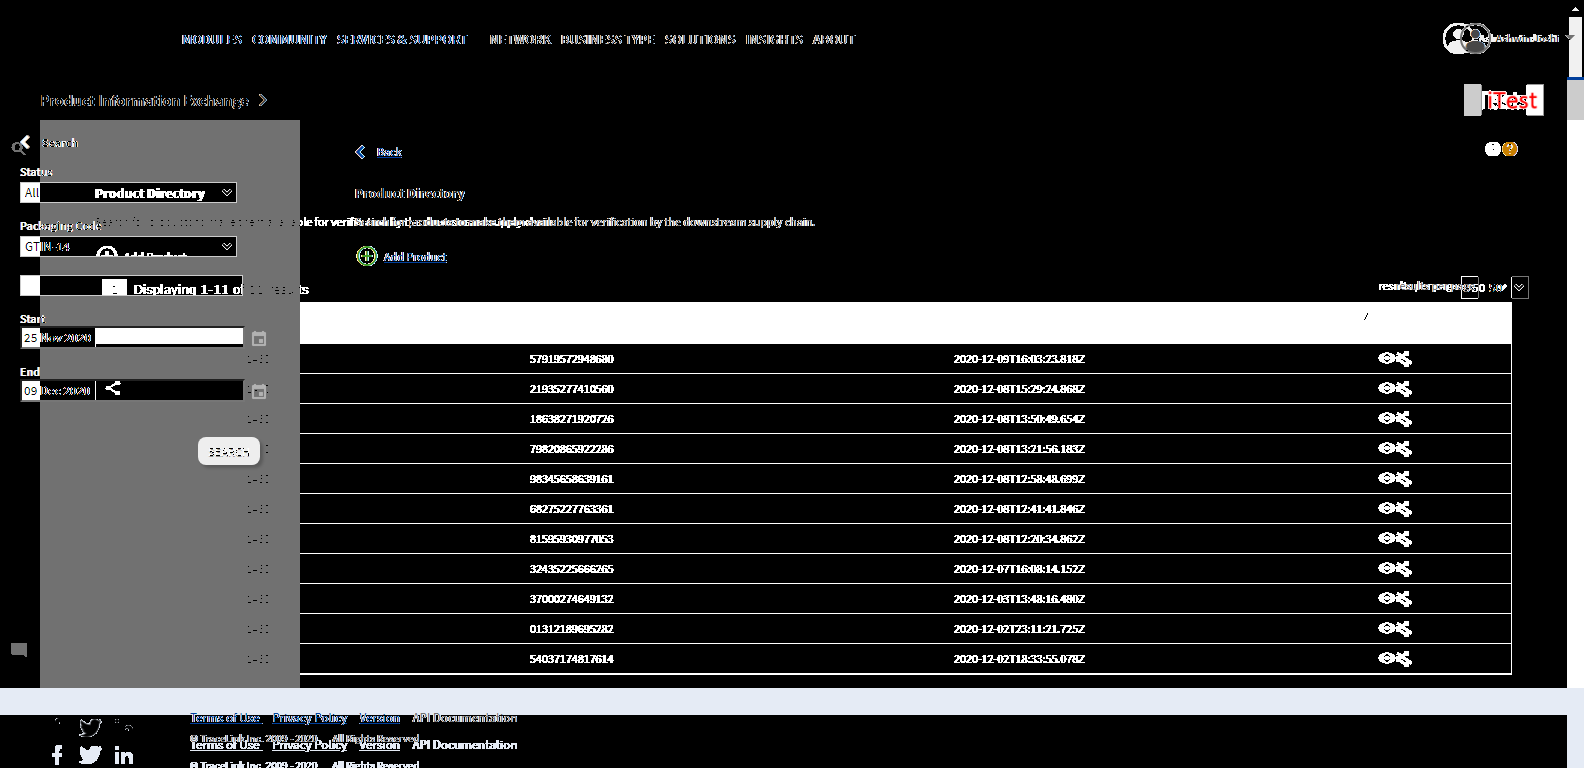 MODULES COMMUNITY SERVICES & SUPPORT NETWORK BUSINESS TYPE SOLUTIONS INSIGHTS ABOUT
Product Information Exchange
iTest
Search
Back
Status
All
Product Directory
Product Directory
Packaging Code
for verification by the downstream supply chain.
GTIN-14
Add Product
Add Product
1 Displaying 1-11 of 11 results
results per page 50
Start
25 Nov 2020
57919572948680 2020-12-09T16:03:23.818Z
End
09 Dec 2020
21935277410560 2020-12-08T15:29:24.868Z
18638271920726 2020-12-08T13:50:49.654Z
SEARCH
79820865922286 2020-12-08T13:21:56.183Z
98345658639161 2020-12-08T12:58:48.699Z
68275227763361 2020-12-08T12:41:41.846Z
81595930977053 2020-12-08T12:20:34.862Z
32435225666265 2020-12-07T16:08:14.152Z
37000274649132 2020-12-03T13:48:16.480Z
01312189695282 2020-12-02T23:11:21.725Z
54037174817614 2020-12-02T18:33:55.078Z
Terms of Use Privacy Policy Version API Documentation
© TraceLink Inc. 2009 - 2020 All Rights Reserved
Terms of Use Privacy Policy Version API Documentation
© TraceLink Inc. 2009 - 2020 All Rights Reserved